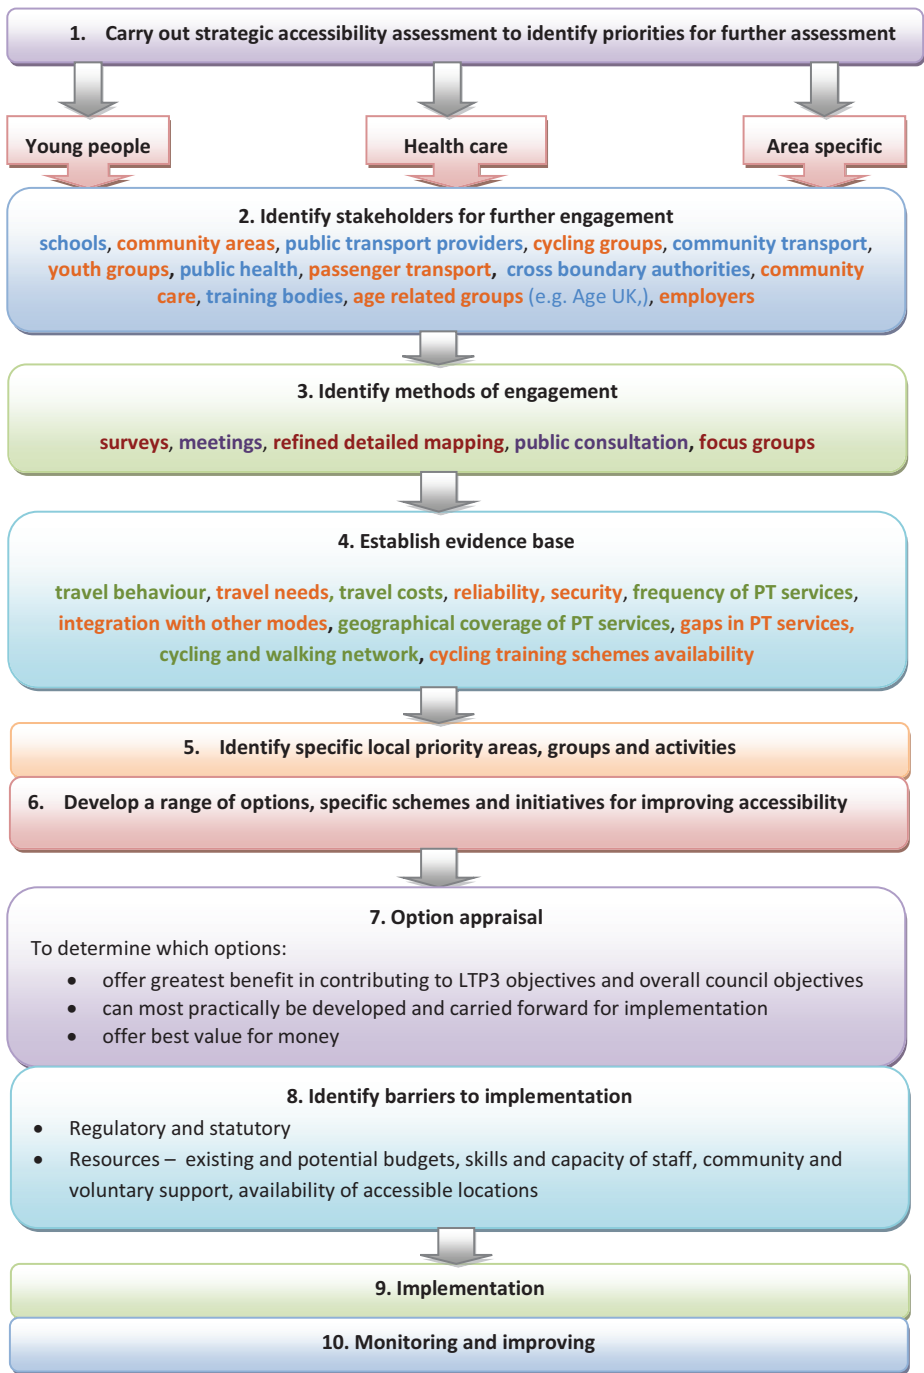 1. Carry out strategic accessibility assessment to identify priorities for further assessment
Young people
Health care
Area specific
2. Identify stakeholders for further engagement
schools, community areas, public transport providers, cycling groups, community transport,
youth groups, public health, passenger transport, cross boundary authorities, community
care, training bodies, age related groups (e.g. Age UK,), employers
3. Identify methods of engagement
surveys, meetings, refined detailed mapping, public consultation, focus groups
4. Establish evidence base
travel behaviour, travel needs, travel costs, reliability, security, frequency of PT services,
integration with other modes, geographical coverage of PT services, gaps in PT services,
cycling and walking network, cycling training schemes availability
5. Identify specific local priority areas, groups and activities
6. Develop a range of options, specific schemes and initiatives for improving accessibility
7. Option appraisal
To determine which options:
• offer greatest benefit in contributing to LTP3 objectives and overall council objectives
• can most practically be developed and carried forward for implementation
• offer best value for money
8. Identify barriers to implementation
• Regulatory and statutory
• Resources – existing and potential budgets, skills and capacity of staff, community and
voluntary support, availability of accessible locations
9. Implementation
10. Monitoring and improving